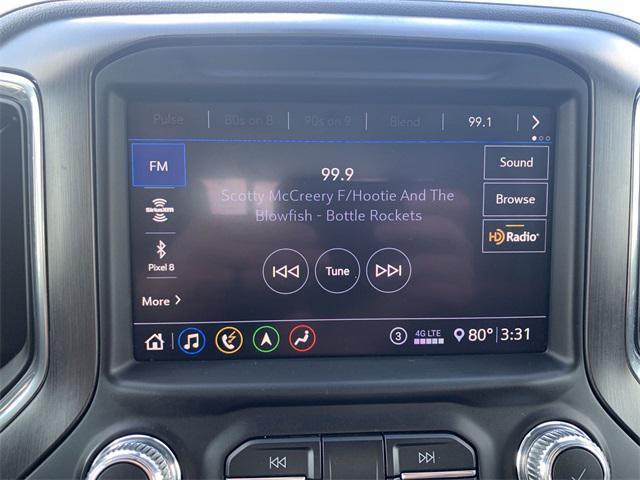 Pulse 80s on 8 90s on 9 Blend 99.1
FM
99.9
Sound
Scotty McCreery F/Hootie And The
Blowfish - Bottle Rockets
Browse
SiriusXM
HD Radio
Pixel 8
Tune
More
3 4G LTE 80° 3:31